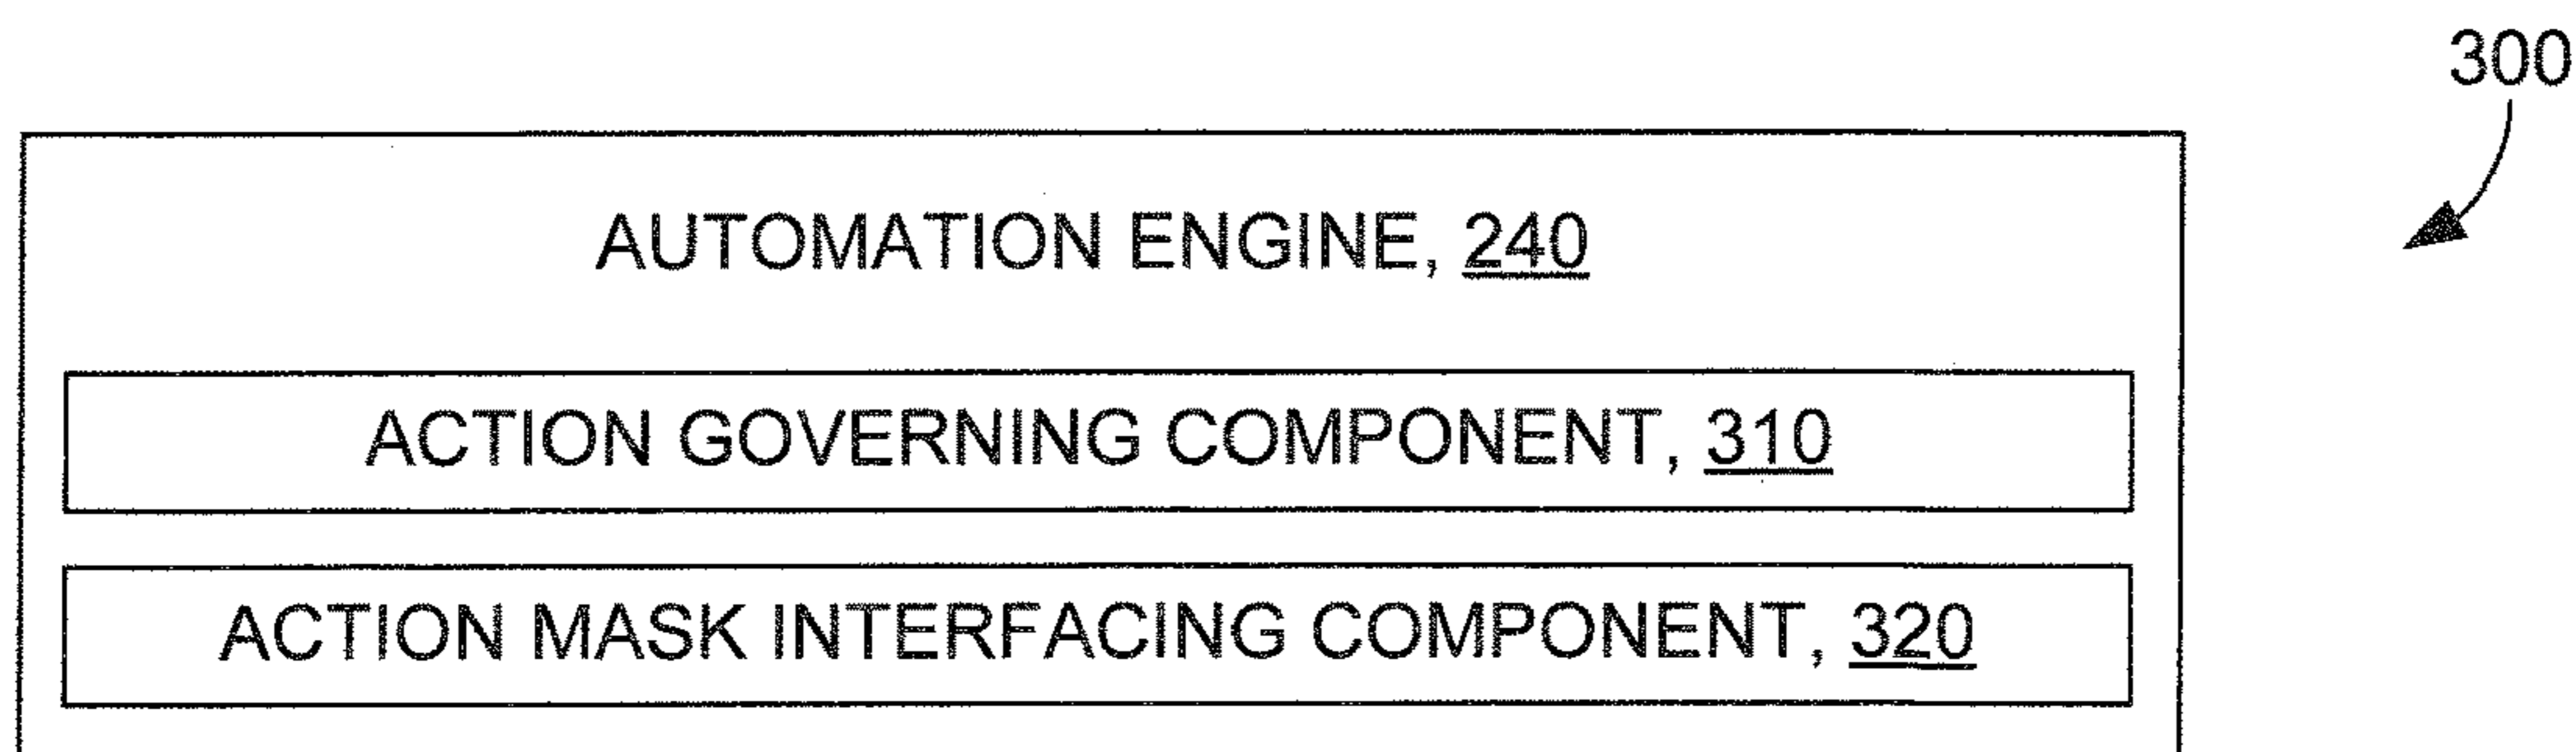 300
AUTOMATION ENGINE, 240
ACTION GOVERNING COMPONENT, 310
ACTION MASK INTERFACING COMPONENT, 320